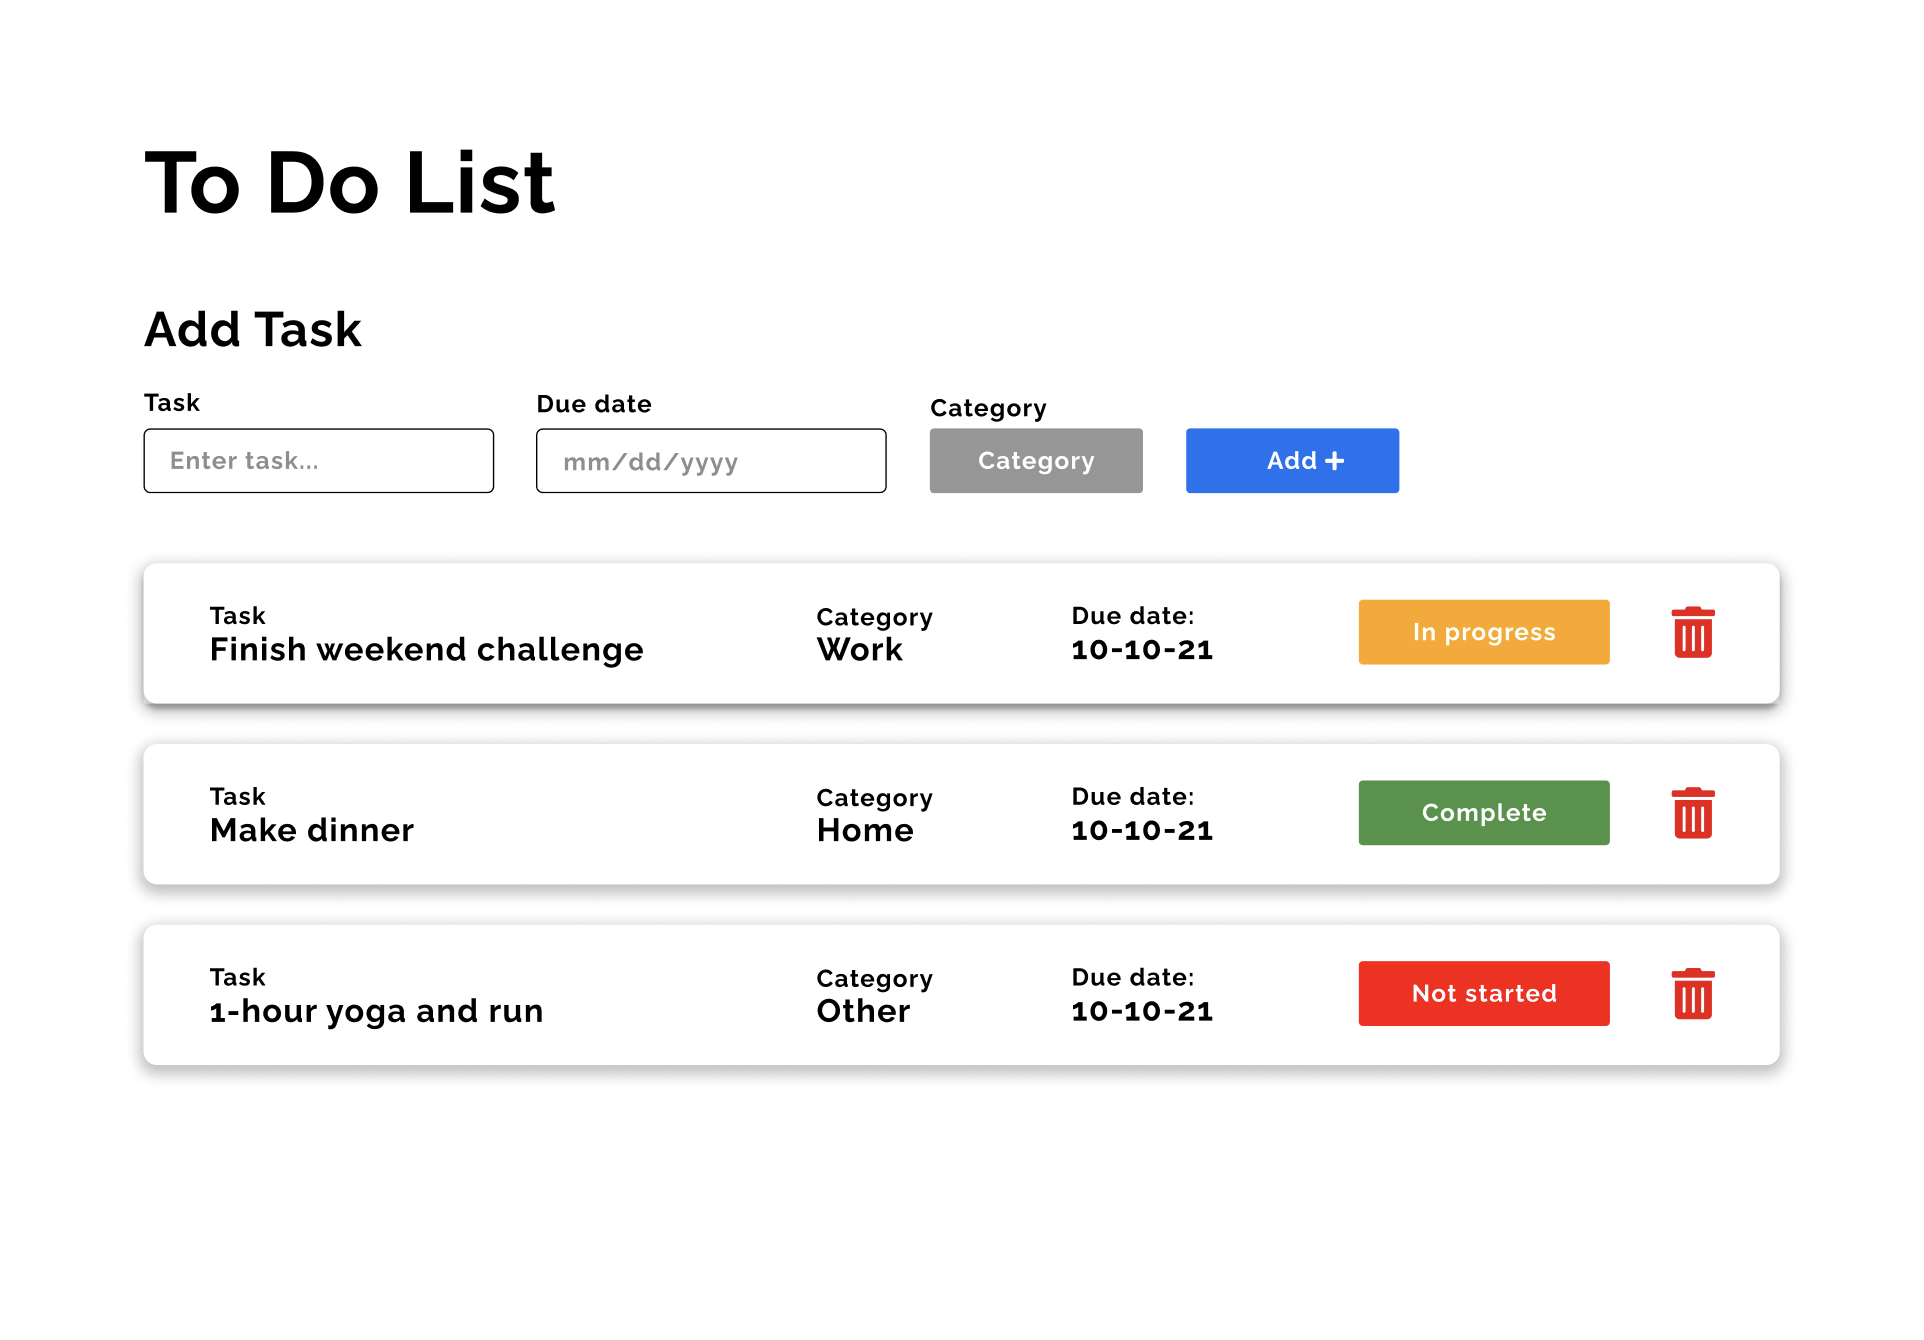 To Do List
Add Task
Task
Due date
Category
Enter task...
mm/dd/yyyy
Category
Add +
Task
Category
Due date:
Finish weekend challenge
Work
10-10-21
In progress
Task
Category
Due date:
Make dinner
Home
10-10-21
Complete
Task
Category
Due date:
1-hour yoga and run
Other
10-10-21
Not started